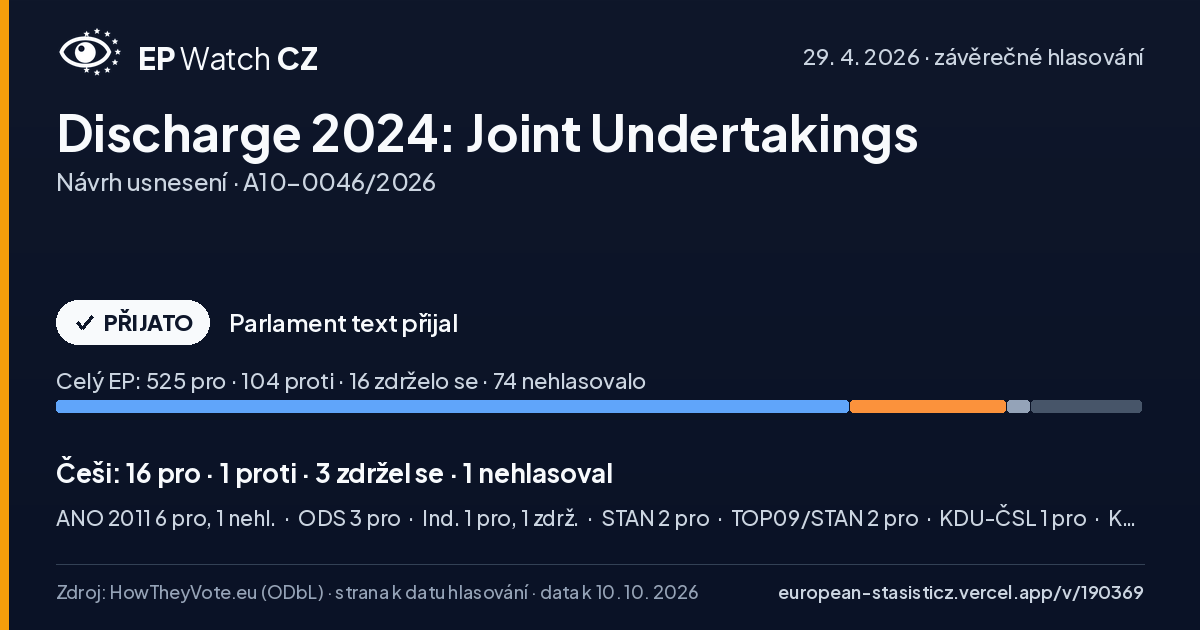 EP Watch CZ
29. 4. 2026 · závěrečné hlasování
Discharge 2024: Joint Undertakings
Návrh usnesení · A10-0046/2026
✓ PŘIJATO
Parlament text přijal
Celý EP: 525 pro · 104 proti · 16 zdrželo se · 74 nehlasovalo
Češi: 16 pro · 1 proti · 3 zdržel se · 1 nehlasoval
ANO 2011 6 pro, 1 nehl. · ODS 3 pro · Ind. 1 pro, 1 zdrž. · STAN 2 pro · TOP09/STAN 2 pro · KDU-ČSL 1 pro · K…
Zdroj: HowTheyVote.eu (ODbL) · strana k datu hlasování · data k 10. 10. 2026
european-stasisticz.vercel.app/v/190369